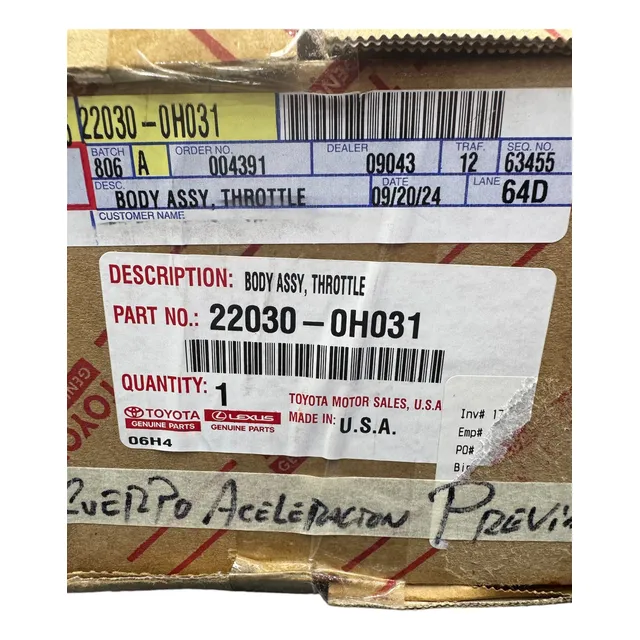 22030-0H031
BATCH ORDER NO. DEALER TRAF. SEQ. NO.
806 A 004391 09043 12 63455
DESC. DATE LANE
BODY ASSY, THROTTLE 09/20/24 64D
CUSTOMER NAME
DESCRIPTION: BODY ASSY, THROTTLE
PART NO.: 22030-0H031
QUANTITY: 1
TOYOTA MOTOR SALES, U.S.A
MADE IN: U.S.A.
TOYOTA LEXUS
GENUINE PARTS GENUINE PARTS
06H4
Inv# 17
Emp#
PO#
TOYOTA
ACELERACION